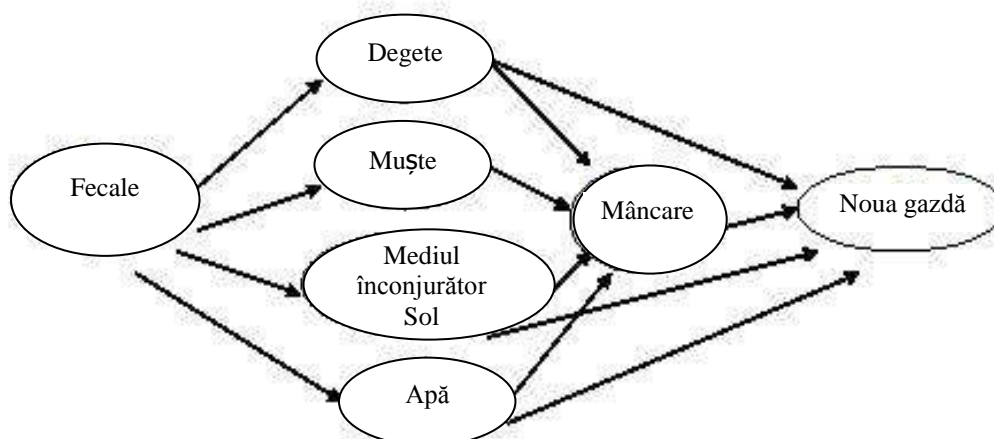 Degete
Muște
Fecale
Mâncare
Noua gazdă
Mediul
înconjurător
Sol
Apă